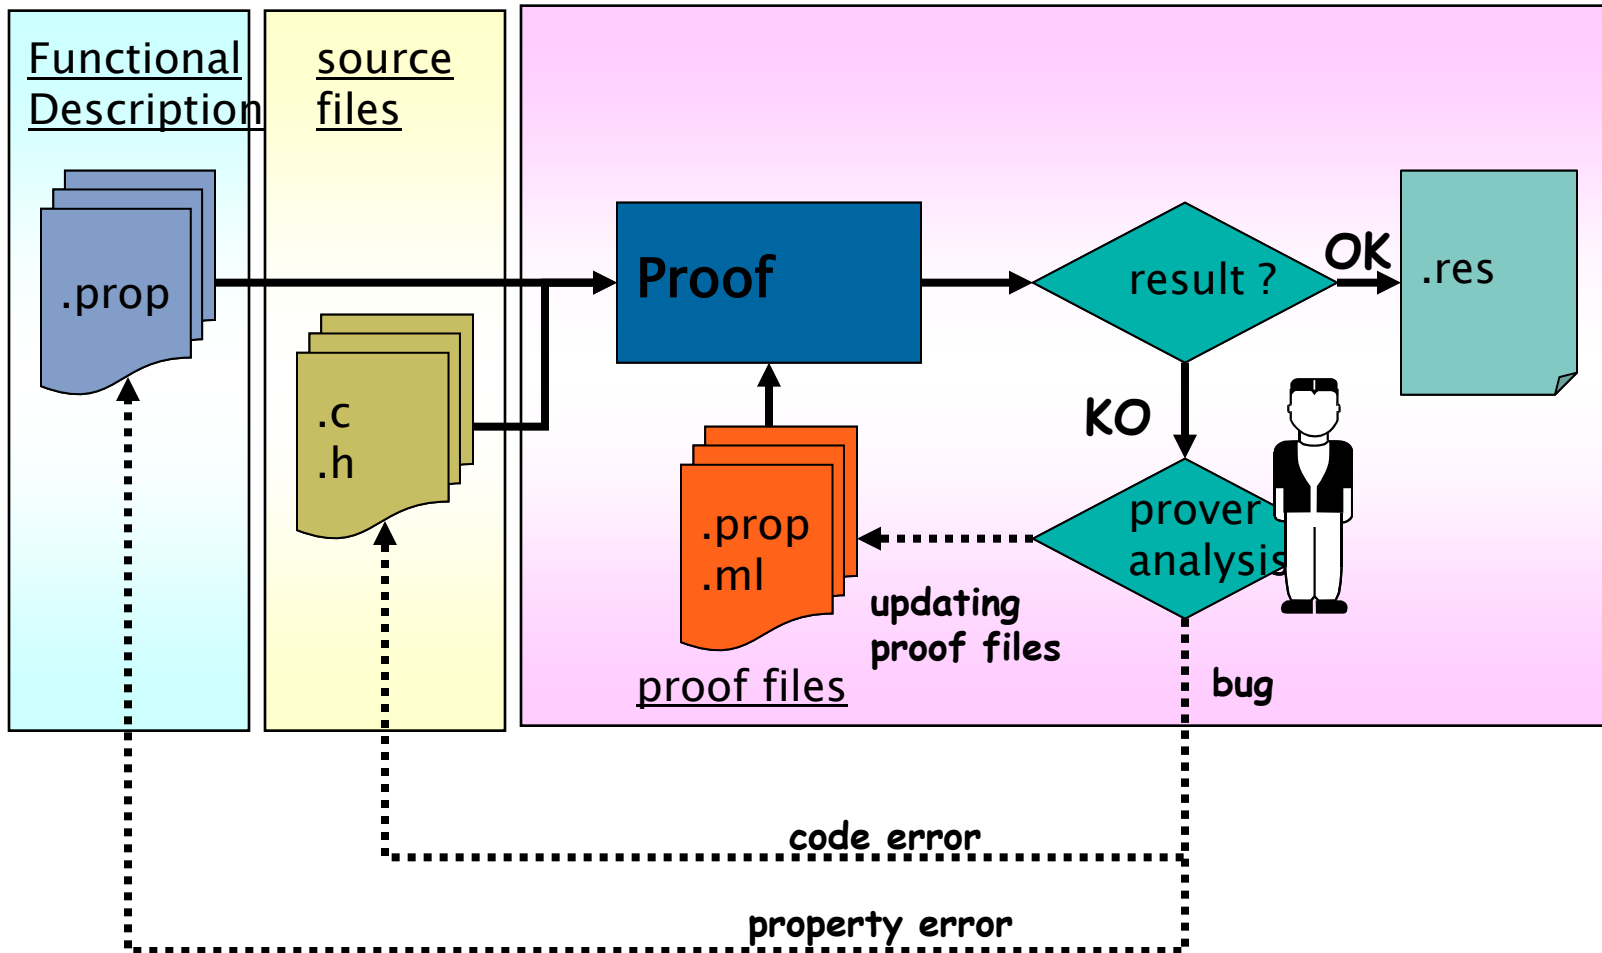 Functional
Description
source
files
.prop
.c
.h
Proof
result ?
OK
.res
KO
prover
analysis
.prop
.ml
updating
proof files
proof files
bug
code error
property error